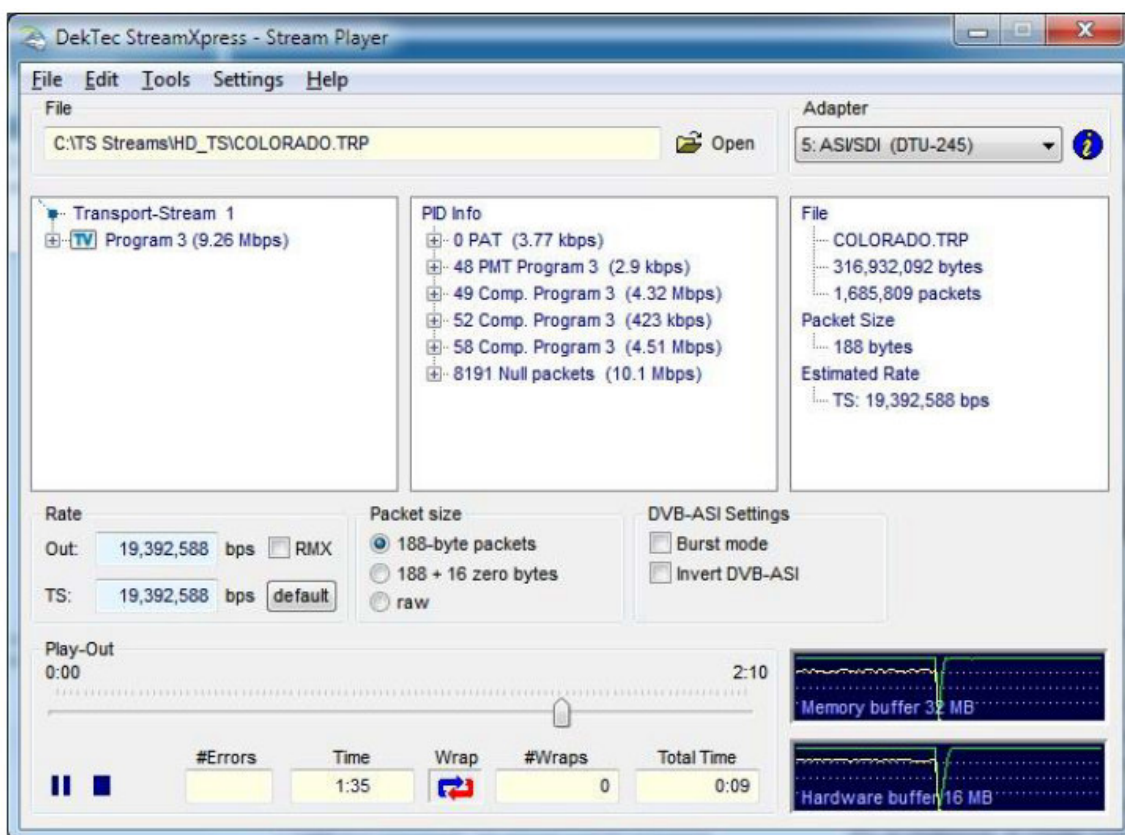 DekTec StreamXpress - Stream Player
File Edit Tools Settings Help
File
C:\TS Streams\HD_TS\COLORADO.TRP
Open
Adapter
5: ASI/SDI (DTU-245)
Transport-Stream 1
TV Program 3 (9.26 Mbps)
PID Info
0 PAT (3.77 kbps)
48 PMT Program 3 (2.9 kbps)
49 Comp. Program 3 (4.32 Mbps)
52 Comp. Program 3 (423 kbps)
58 Comp. Program 3 (4.51 Mbps)
8191 Null packets (10.1 Mbps)
File
COLORADO.TRP
316,932,092 bytes
1,685,809 packets
Packet Size
188 bytes
Estimated Rate
TS: 19,392,588 bps
Rate
Out: 19,392,588 bps RMX
TS: 19,392,588 bps default
Packet size
188-byte packets
188 + 16 zero bytes
raw
DVB-ASI Settings
Burst mode
Invert DVB-ASI
Play-Out
0:00 2:10
#Errors Time Wrap #Wraps Total Time
1:35 0 0:09
Memory buffer 32 MB
Hardware buffer 16 MB